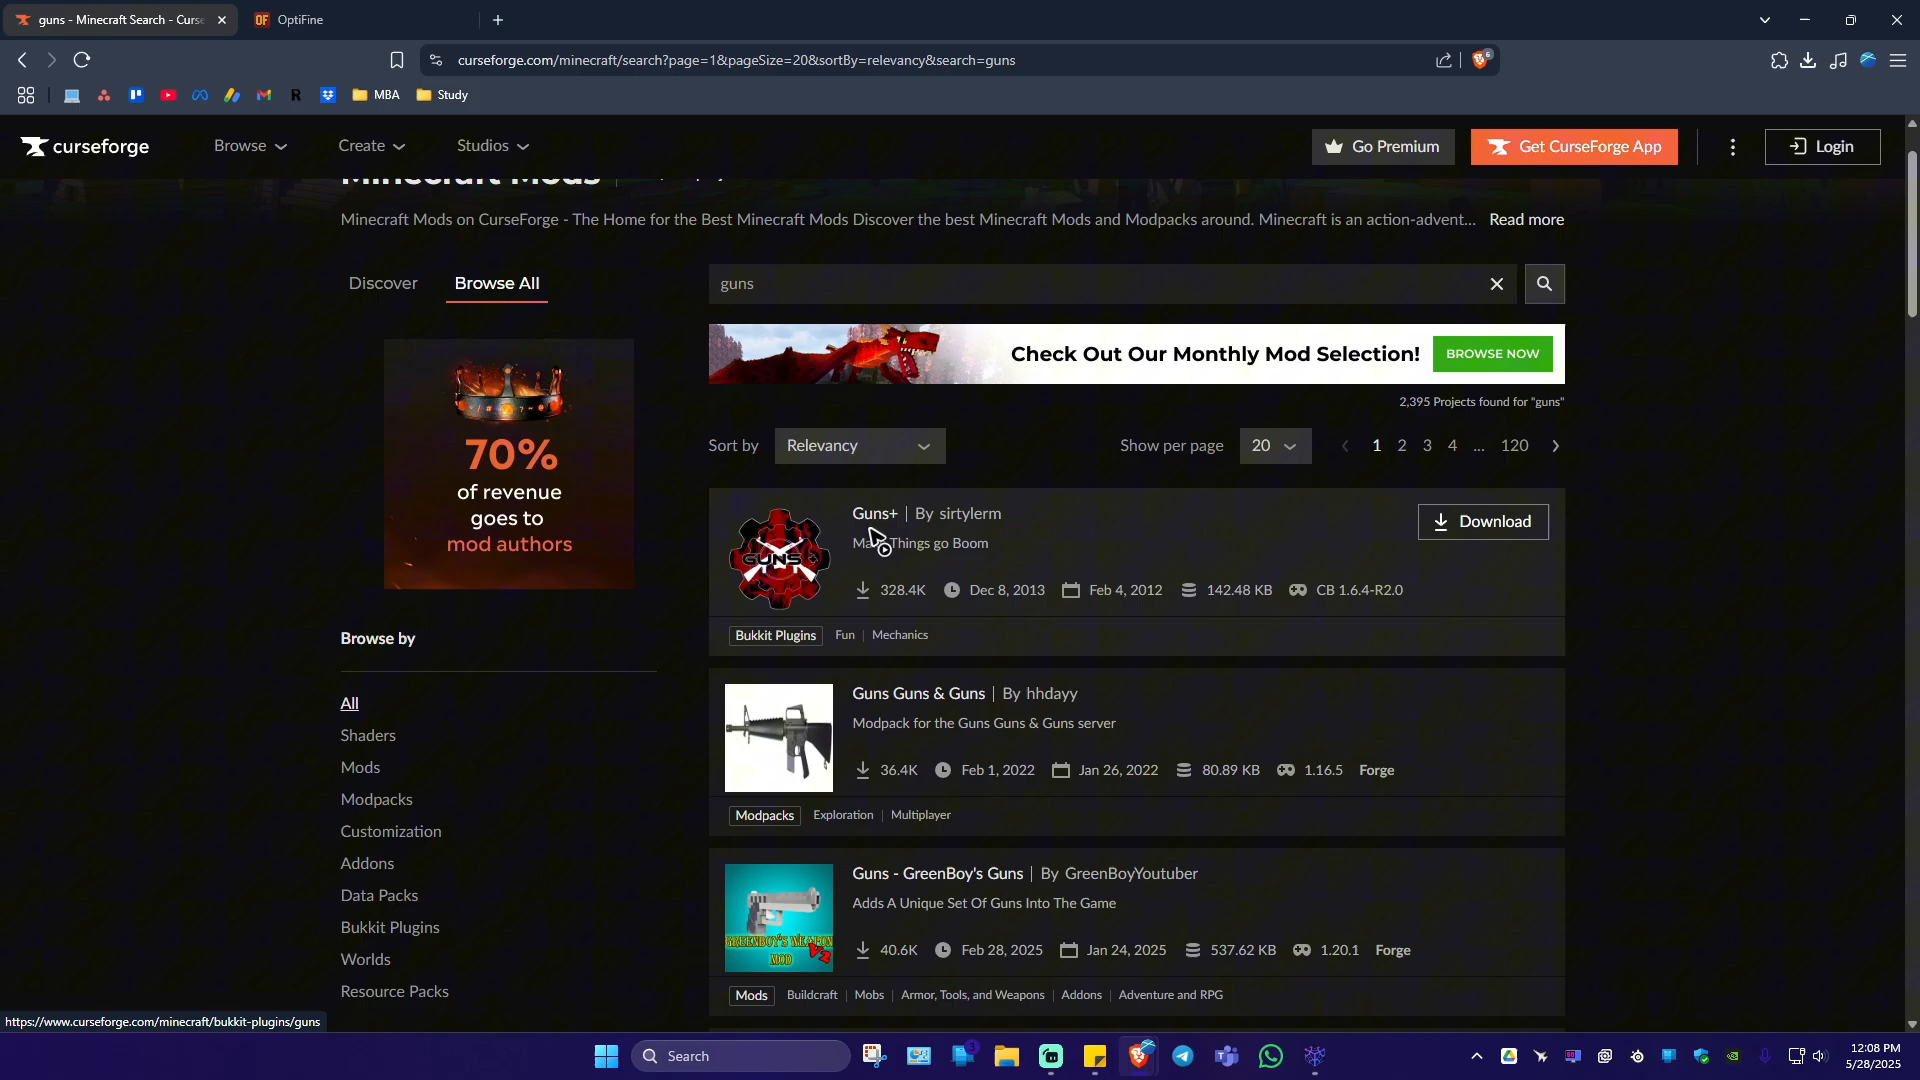 guns - Minecraft Search - Curse
OptiFine
curseforge.com/minecraft/search?page=1&pageSize=20&sortBy=relevancy&search=guns
6
MBA
Study
curseforge
Browse
Create
Studios
Go Premium
Get CurseForge App
Login
Minecraft Mods
Minecraft Mods on CurseForge - The Home for the Best Minecraft Mods Discover the best Minecraft Mods and Modpacks around. Minecraft is an action-advent... Read more
Discover
Browse All
guns
Check Out Our Monthly Mod Selection!
BROWSE NOW
2,395 Projects found for "guns"
Sort by
Relevancy
Show per page
20
1 2 3 4 ... 120
70%
of revenue
goes to
mod authors
Browse by
All
Shaders
Mods
Modpacks
Customization
Addons
Data Packs
Bukkit Plugins
Worlds
Resource Packs
GUNS+
Guns+ | By sirtylerm
Download
Things go Boom
328.4K Dec 8, 2013 Feb 4, 2012 142.48 KB CB 1.6.4-R2.0
Bukkit Plugins Fun | Mechanics
Guns Guns & Guns | By hhdayy
Modpack for the Guns Guns & Guns server
36.4K Feb 1, 2022 Jan 26, 2022 80.89 KB 1.16.5 Forge
Modpacks Exploration | Multiplayer
GREENBOY'S WEAPON
MOD V2
Guns - GreenBoy's Guns | By GreenBoyYoutuber
Adds A Unique Set Of Guns Into The Game
40.6K Feb 28, 2025 Jan 24, 2025 537.62 KB 1.20.1 Forge
Mods Buildcraft | Mobs | Armor, Tools, and Weapons | Addons | Adventure and RPG
https://www.curseforge.com/minecraft/bukkit-plugins/guns
Search
3
12:08 PM
5/28/2025